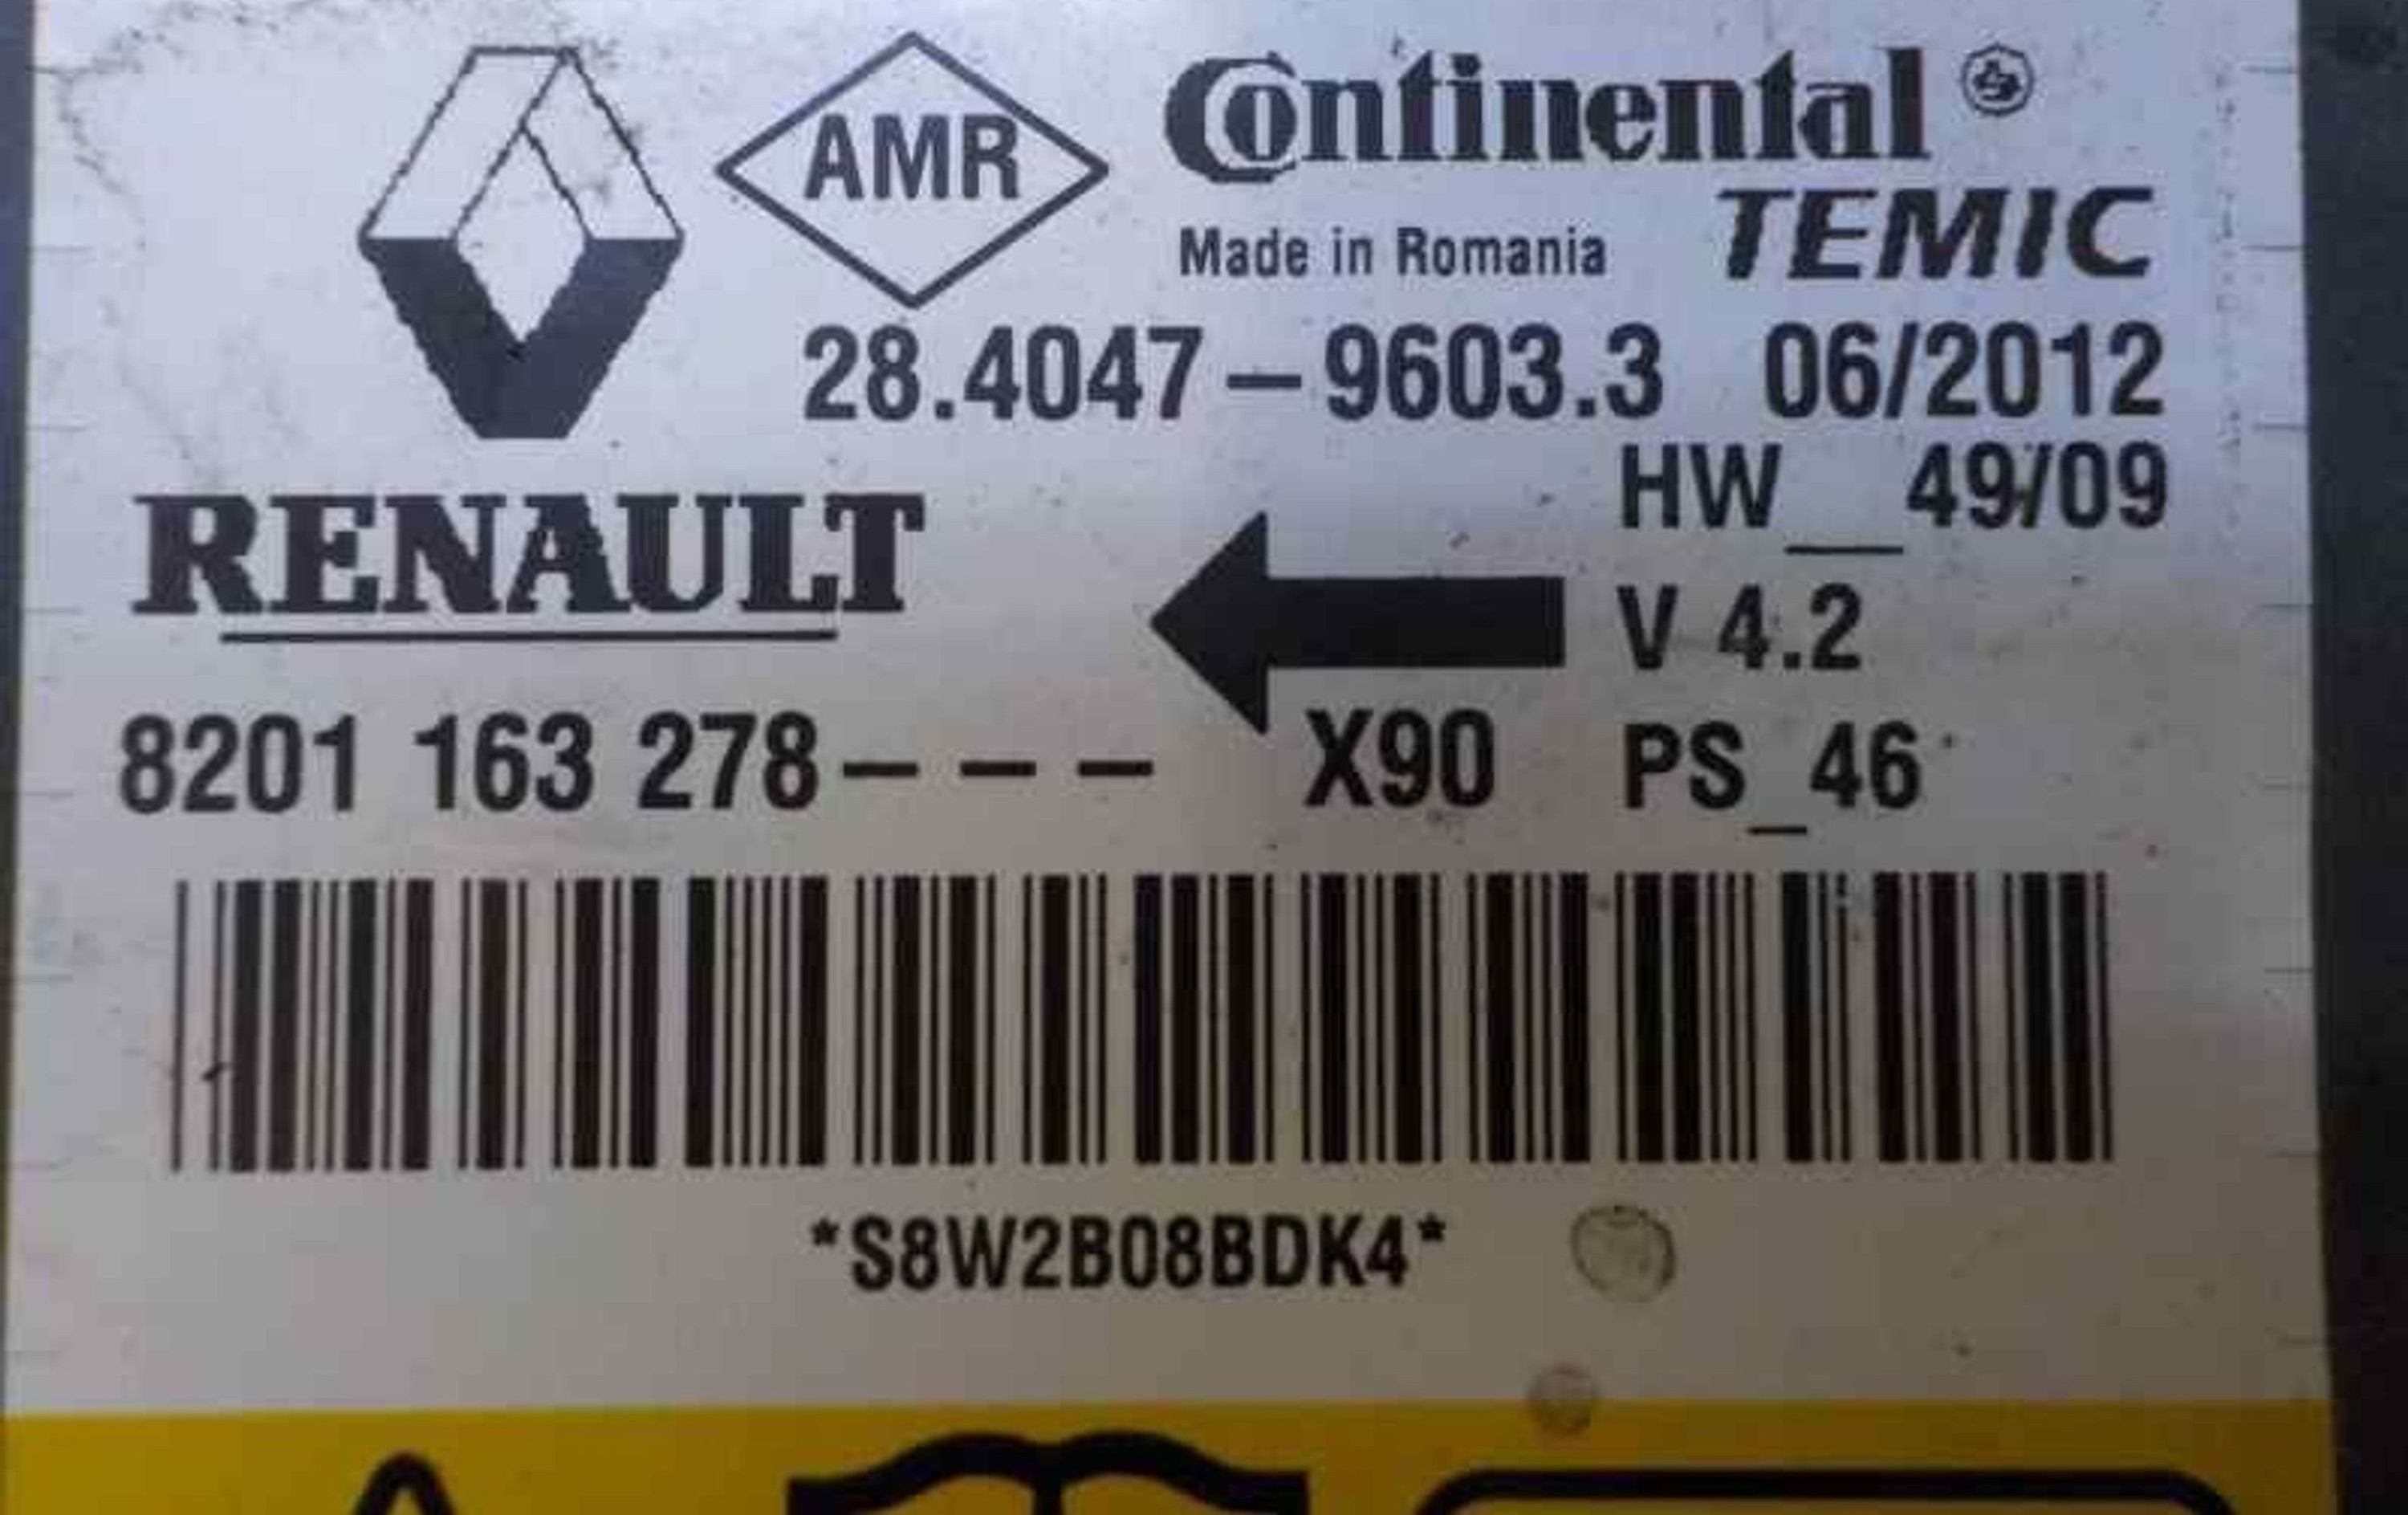 AMR
Continental
TEMIC
Made in Romania
28.4047–9603.3 06/2012
HW__49/09
RENAULT
V 4.2
8201 163 278––– X90 PS_46
*S8W2B08BDK4*